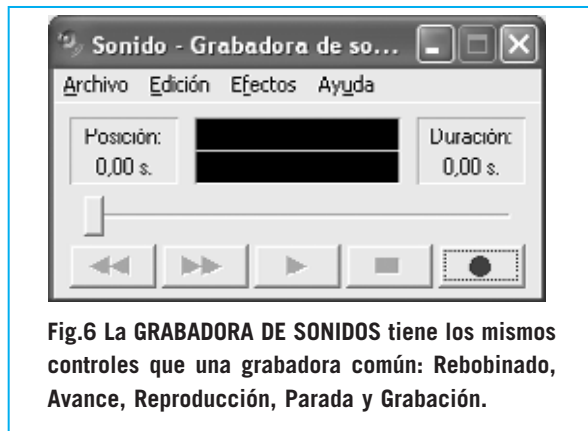 Sonido - Grabadora de so...
Archivo Edición Efectos Ayuda
Posición: Duración:
0,00 s. 0,00 s.
Fig.6 La GRABADORA DE SONIDOS tiene los mismos
controles que una grabadora común: Rebobinado,
Avance, Reproducción, Parada y Grabación.